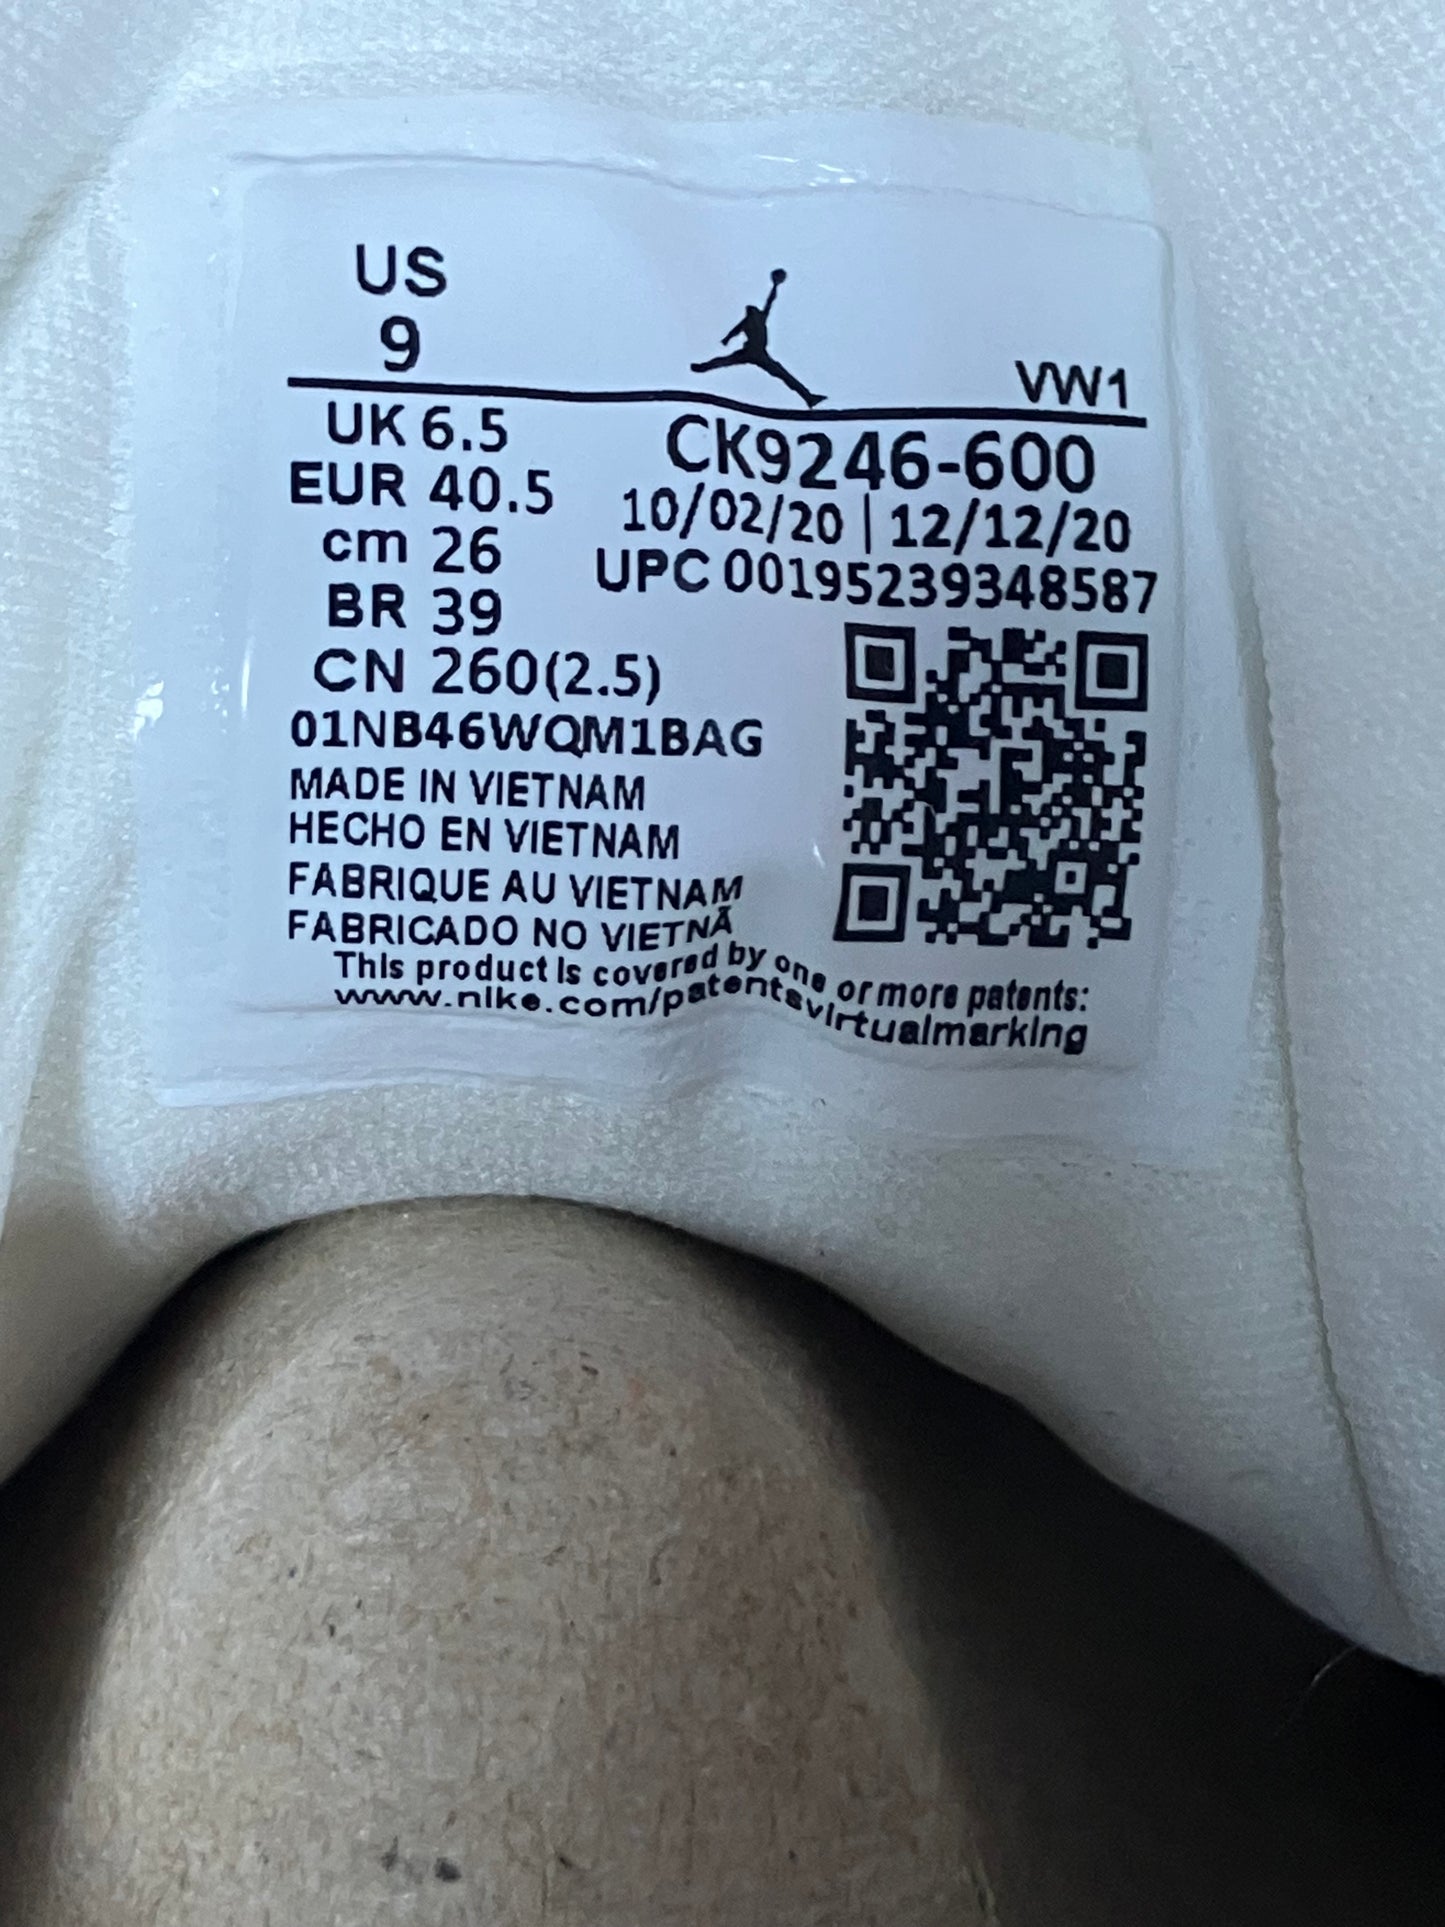 US
9
VW1
UK 6.5
CK9246-600
EUR 40.5
10/02/20 | 12/12/20
cm 26
UPC 00195239348587
BR 39
CN 260(2.5)
01NB46WQM1BAG
MADE IN VIETNAM
HECHO EN VIETNAM
FABRIQUE AU VIETNAM
FABRICADO NO VIETNÃ
This product is covered by one or more patents:
www.nike.com/patentsvirtualmarking